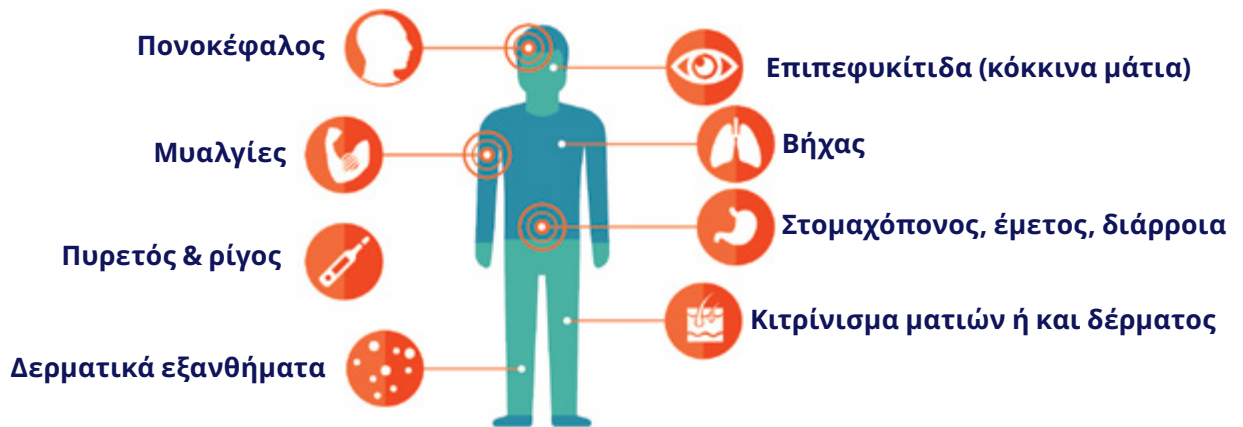 Πονοκέφαλος
Επιπεφυκίτιδα (κόκκινα μάτια)
Μυαλγίες
Βήχας
Στομαχόπονος, έμετος, διάρροια
Πυρετός & ρίγος
Κιτρίνισμα ματιών ή και δέρματος
Δερματικά εξανθήματα